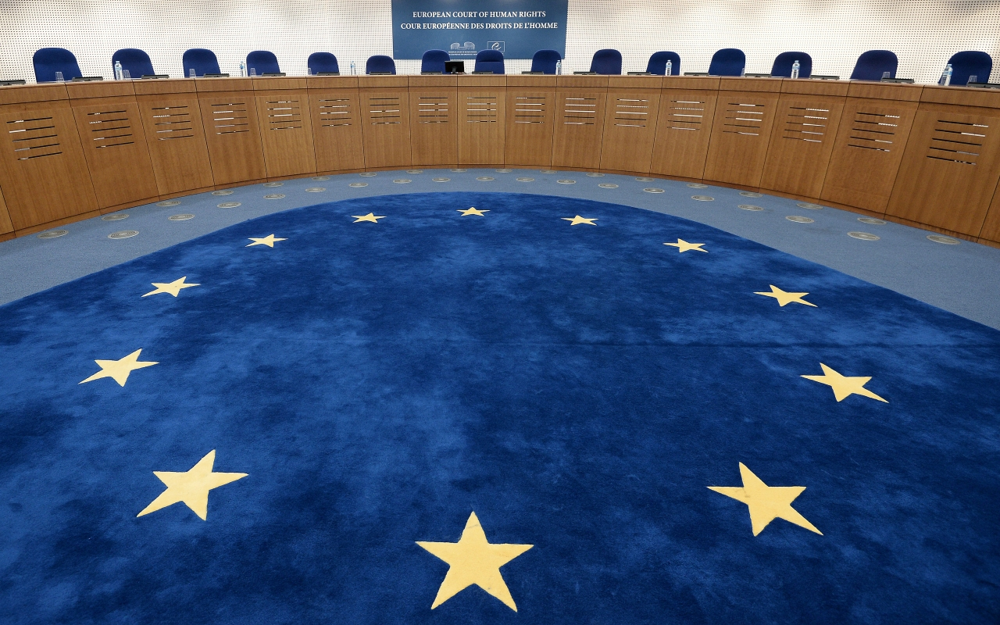 EUROPEAN COURT OF HUMAN RIGHTS
COUR EUROPÉENNE DES DROITS DE L'HOMME